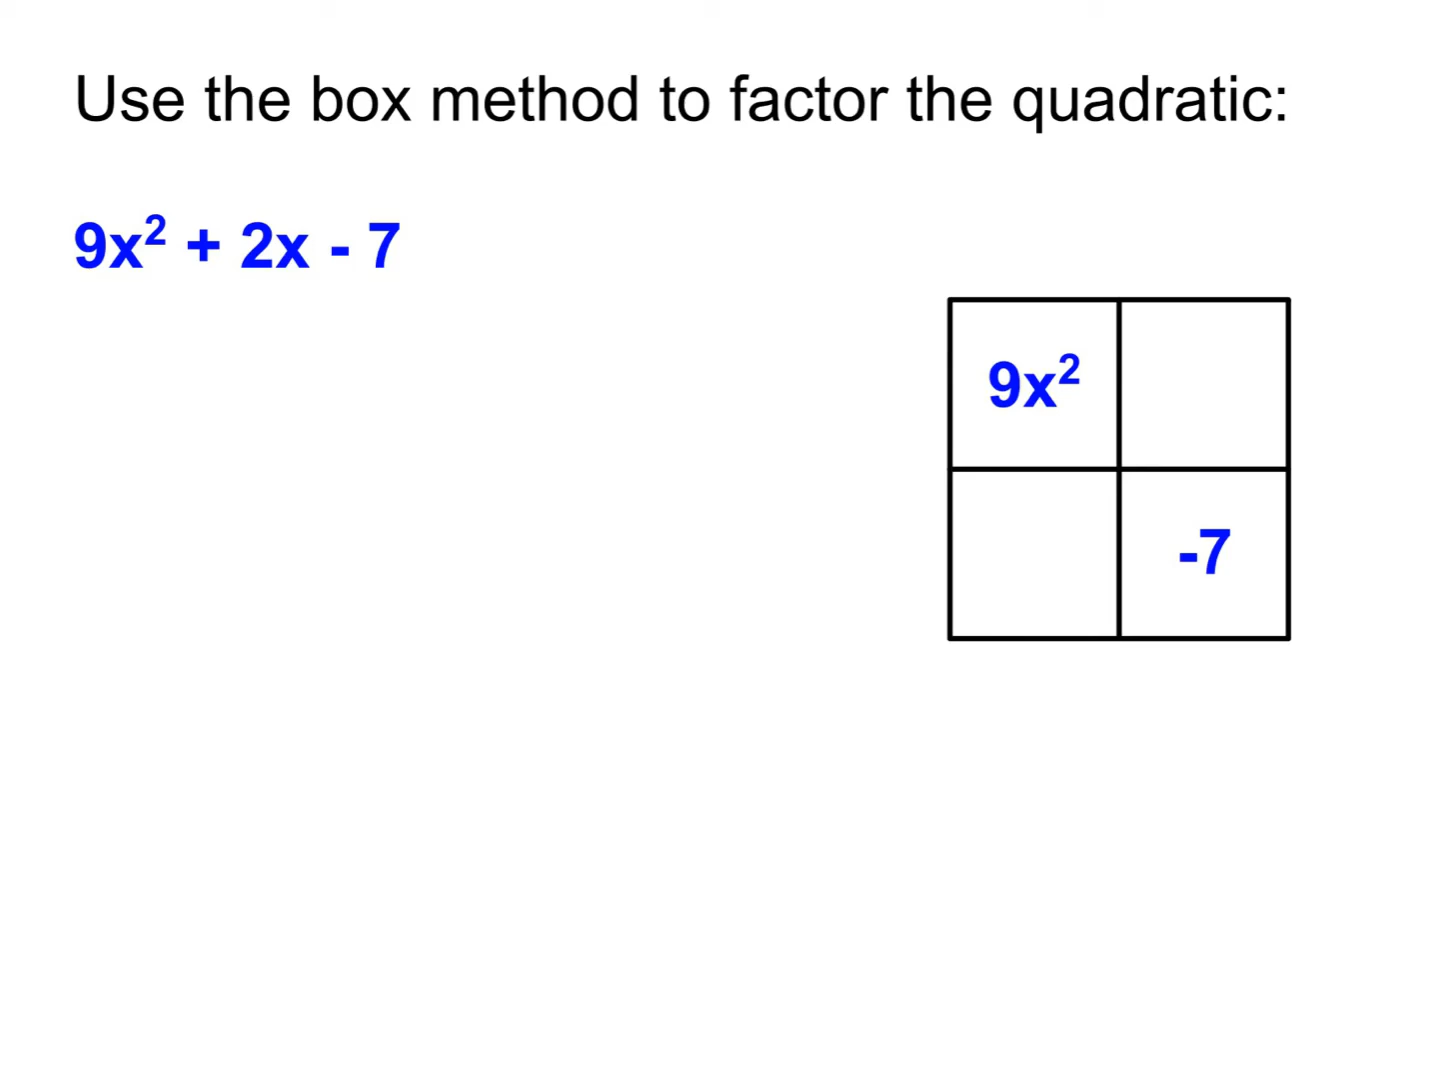 Use the box method to factor the quadratic:
9x² + 2x - 7
9x²
-7